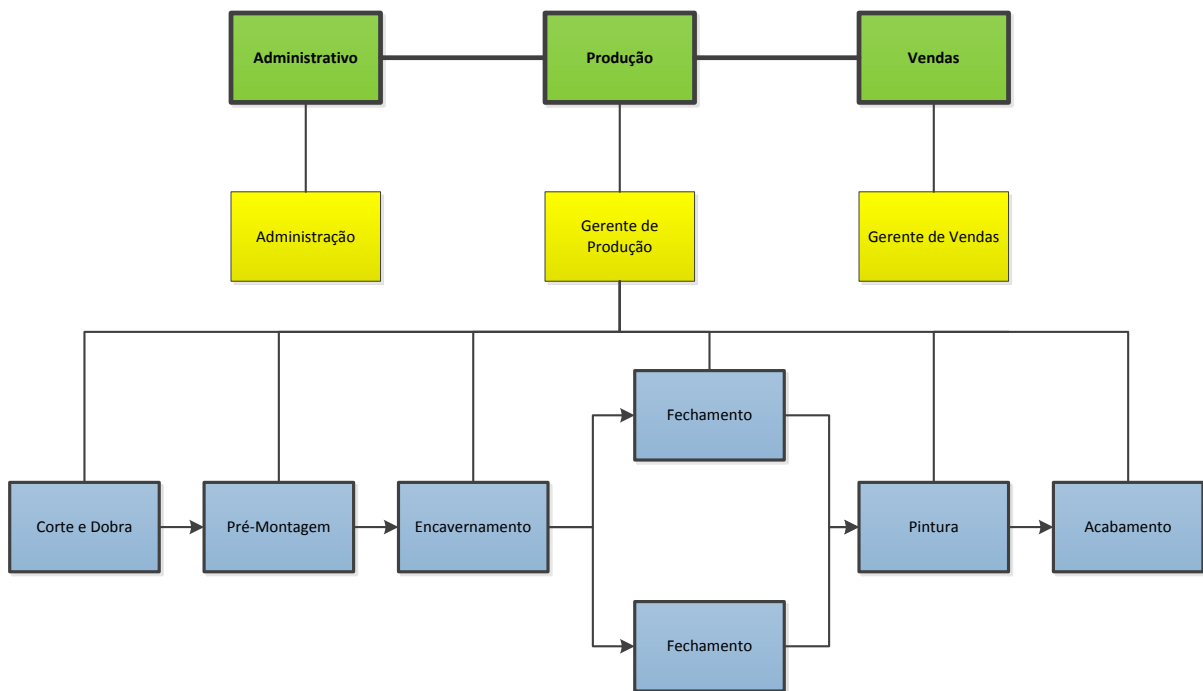 Administrativo
Produção
Vendas
Administração
Gerente de
Produção
Gerente de Vendas
Fechamento
Corte e Dobra
Pré-Montagem
Encavernamento
Pintura
Acabamento
Fechamento